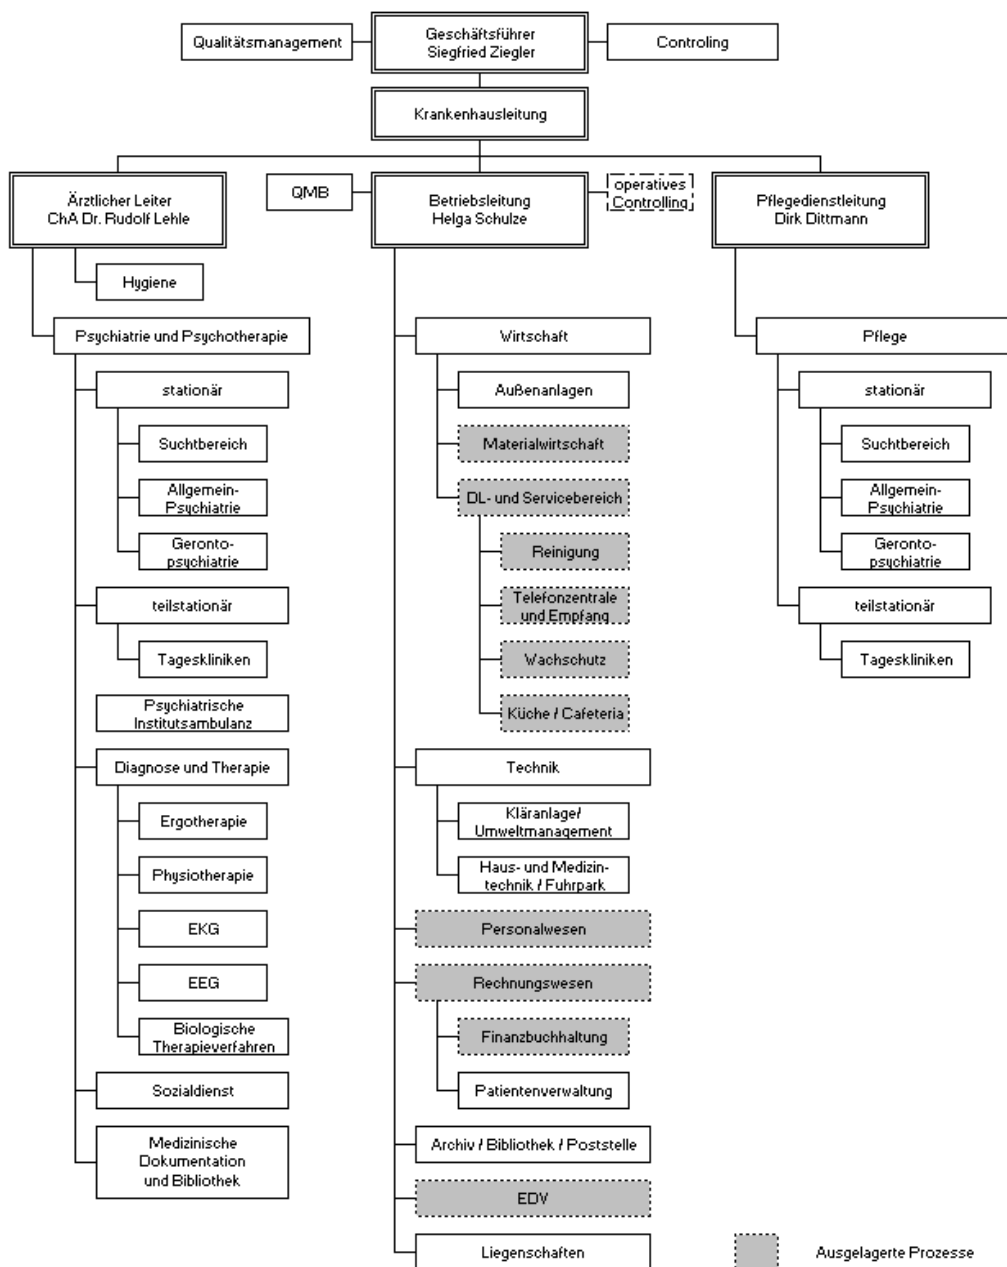 Qualitätsmanagement
Geschäftsführer
Siegfried Ziegler
Controling
Krankenhausleitung
Ärztlicher Leiter
ChA Dr. Rudolf Lehle
QMB
Betriebsleitung
Helga Schulze
operatives
Controlling
Pflegedienstleitung
Dirk Dittmann
Hygiene
Psychiatrie und Psychotherapie
stationär
Suchtbereich
Allgemein-
Psychiatrie
Geronto-
psychiatrie
teilstationär
Tageskliniken
Psychiatrische
Institutsambulanz
Diagnose und Therapie
Ergotherapie
Physiotherapie
EKG
EEG
Biologische
Therapieverfahren
Sozialdienst
Medizinische
Dokumentation
und Bibliothek
Wirtschaft
Außenanlagen
Materialwirtschaft
DL- und Servicebereich
Reinigung
Telefonzentrale
und Empfang
Wachschutz
Küche / Cafeteria
Technik
Kläranlage/
Umweltmanagement
Haus- und Medizin-
technik / Fuhrpark
Personalwesen
Rechnungswesen
Finanzbuchhaltung
Patientenverwaltung
Archiv / Bibliothek / Poststelle
EDV
Liegenschaften
Pflege
stationär
Suchtbereich
Allgemein-
Psychiatrie
Geronto-
psychiatrie
teilstationär
Tageskliniken
Ausgelagerte Prozesse